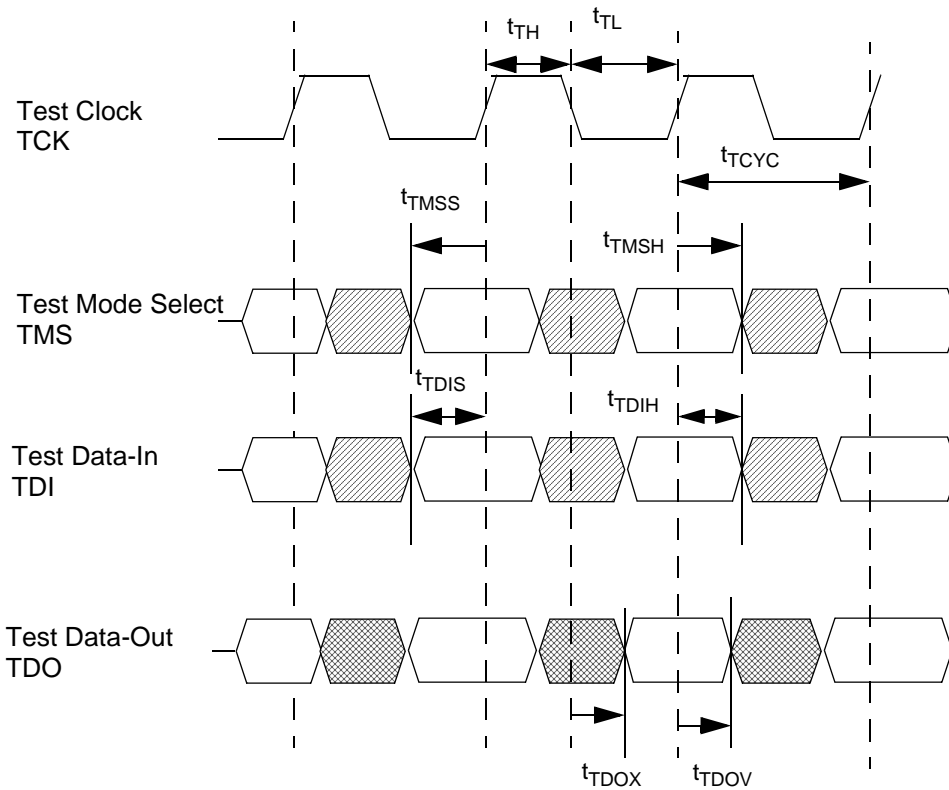 tTH
tTL
Test Clock
TCK
tTCYC
tTMSS
tTMSH
Test Mode Select
TMS
tTDIS
tTDIH
Test Data-In
TDI
Test Data-Out
TDO
tTDOX
tTDOV